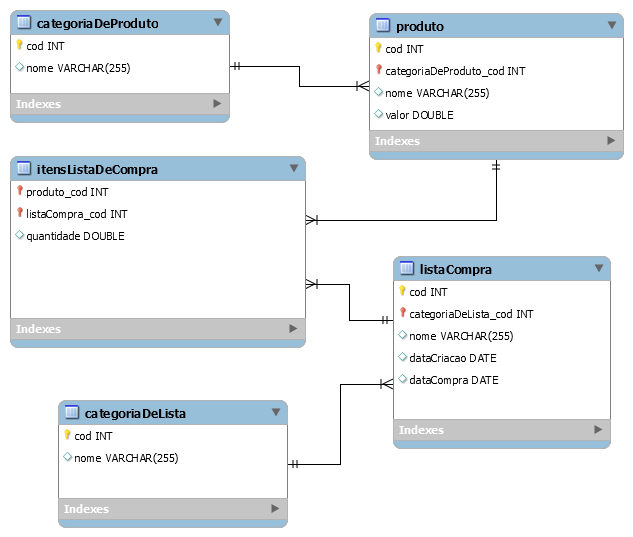 categoriaDeProduto
cod INT
nome VARCHAR(255)
Indexes
produto
cod INT
categoriaDeProduto_cod INT
nome VARCHAR(255)
valor DOUBLE
Indexes
itensListaDeCompra
produto_cod INT
listaCompra_cod INT
quantidade DOUBLE
Indexes
listaCompra
cod INT
categoriaDeLista_cod INT
nome VARCHAR(255)
dataCriacao DATE
dataCompra DATE
Indexes
categoriaDeLista
cod INT
nome VARCHAR(255)
Indexes